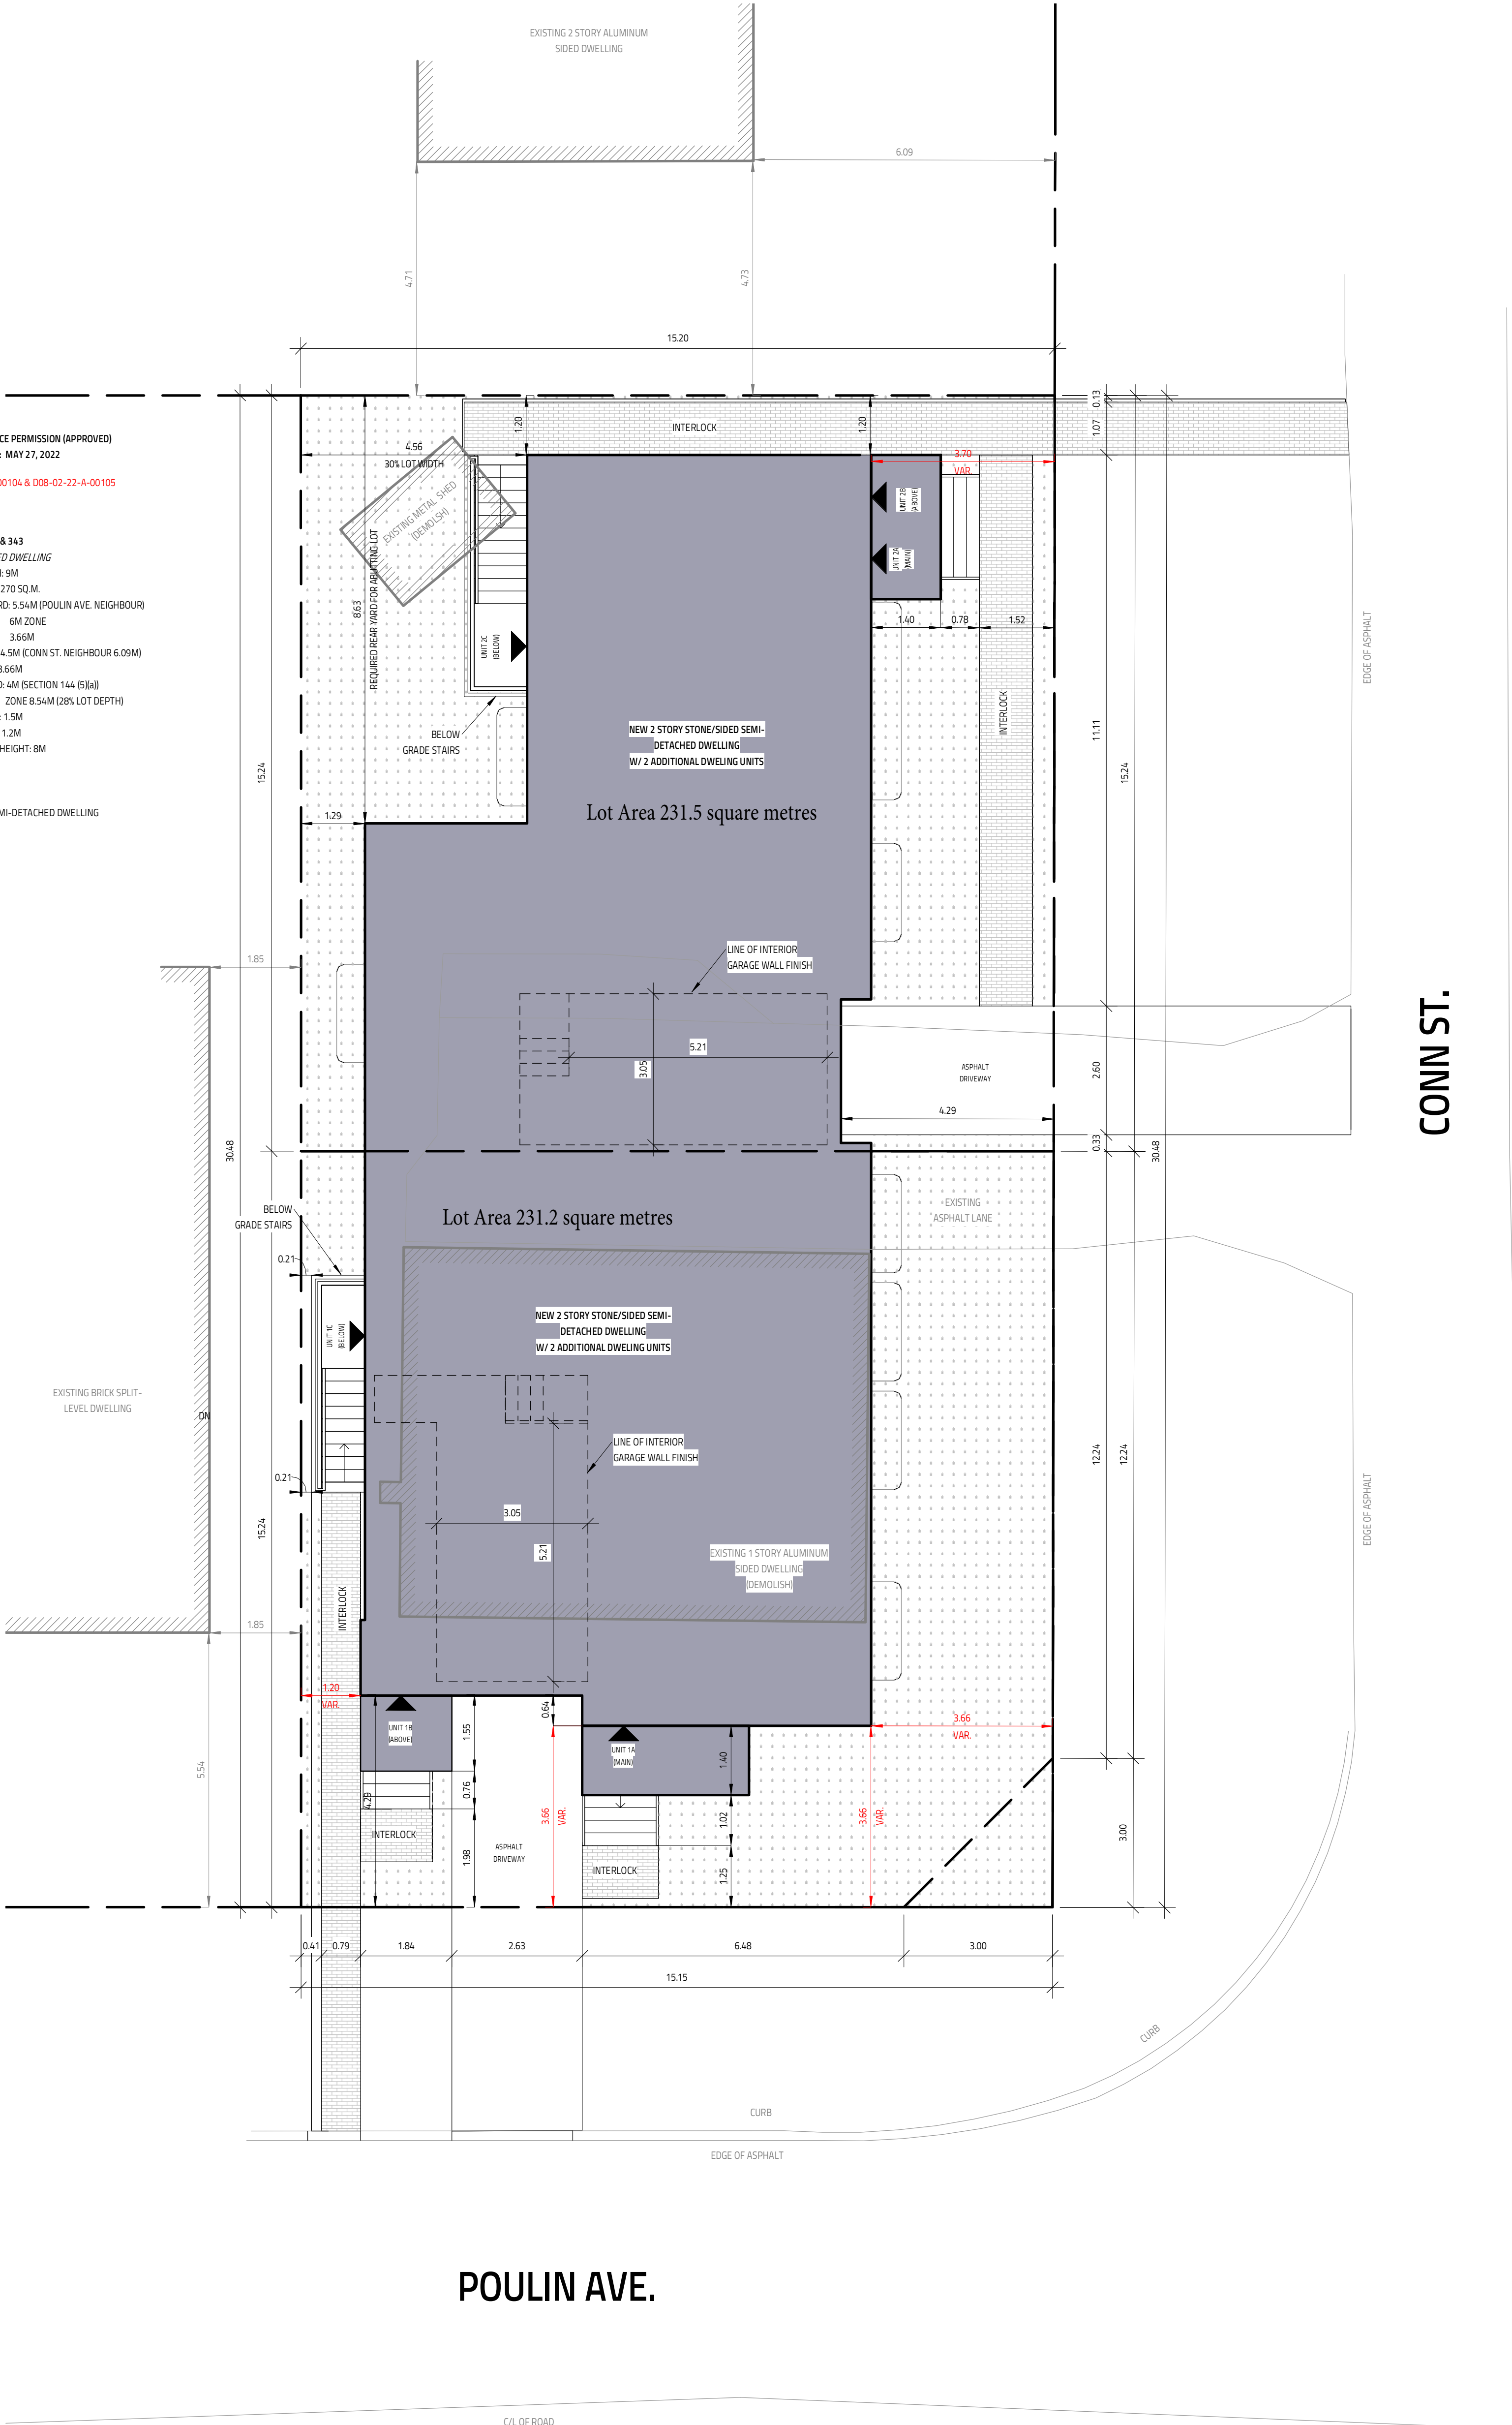 EXISTING 2 STORY ALUMINUM
SIDED DWELLING
6.09
4.71
4.73
15.20
CE PERMISSION (APPROVED)
: MAY 27, 2022
00104 & D08-02-22-A-00105
& 343
ED DWELLING
: 9M
270 SQ.M.
RD: 5.54M (POULIN AVE. NEIGHBOUR)
6M ZONE
3.66M
4.5M (CONN ST. NEIGHBOUR 6.09M)
3.66M
: 4M (SECTION 144 (5)(a))
ZONE 8.54M (28% LOT DEPTH)
: 1.5M
1.2M
HEIGHT: 8M
MI-DETACHED DWELLING
4.56
30% LOT WIDTH
1.20
INTERLOCK
1.20
3.70
VAR.
0.13
1.07
EXISTING METAL SHED
(DEMOLSH)
8.63
REQUIRED REAR YARD FOR ABUTTING LOT
UNIT 2C
(BELOW)
UNIT 2B
(ABOVE)
UNIT 2A
(MAIN)
1.40
0.78
1.52
INTERLOCK
11.11
15.24
EDGE OF ASPHALT
BELOW
GRADE STAIRS
NEW 2 STORY STONE/SIDED SEMI-
DETACHED DWELLING
W/ 2 ADDITIONAL DWELING UNITS
Lot Area 231.5 square metres
15.24
1.29
1.85
LINE OF INTERIOR
GARAGE WALL FINISH
5.21
3.05
ASPHALT
DRIVEWAY
4.29
2.60
0.33
30.48
30.48
CONN ST.
BELOW
GRADE STAIRS
0.21
Lot Area 231.2 square metres
EXISTING
ASPHALT LANE
UNIT 1C
(BELOW)
NEW 2 STORY STONE/SIDED SEMI-
DETACHED DWELLING
W/ 2 ADDITIONAL DWELING UNITS
EXISTING BRICK SPLIT-
LEVEL DWELLING
DN
LINE OF INTERIOR
GARAGE WALL FINISH
0.21
3.05
5.21
15.24
12.24
12.24
EDGE OF ASPHALT
EXISTING 1 STORY ALUMINUM
SIDED DWELLING
(DEMOLISH)
INTERLOCK
1.85
1.20
VAR.
UNIT 1B
(ABOVE)
1.55
0.64
UNIT 1A
(MAIN)
1.40
3.66
VAR.
5.54
4.29
0.76
3.66
VAR.
3.66
VAR.
1.02
3.00
INTERLOCK
1.98
ASPHALT
DRIVEWAY
INTERLOCK
1.25
0.41
0.79
1.84
2.63
6.48
3.00
15.15
CURB
CURB
EDGE OF ASPHALT
POULIN AVE.
C/L OF ROAD